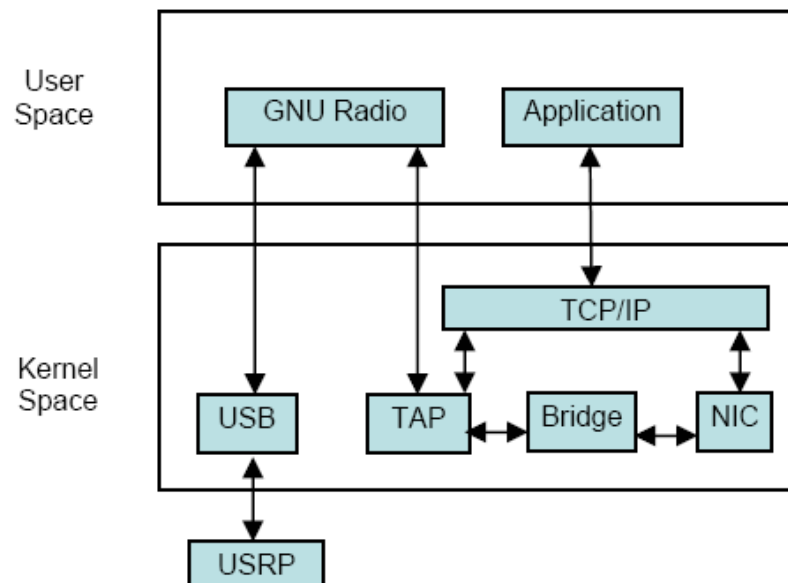 User
Space
GNU Radio
Application
Kernel
Space
TCP/IP
USB
TAP
Bridge
NIC
USRP